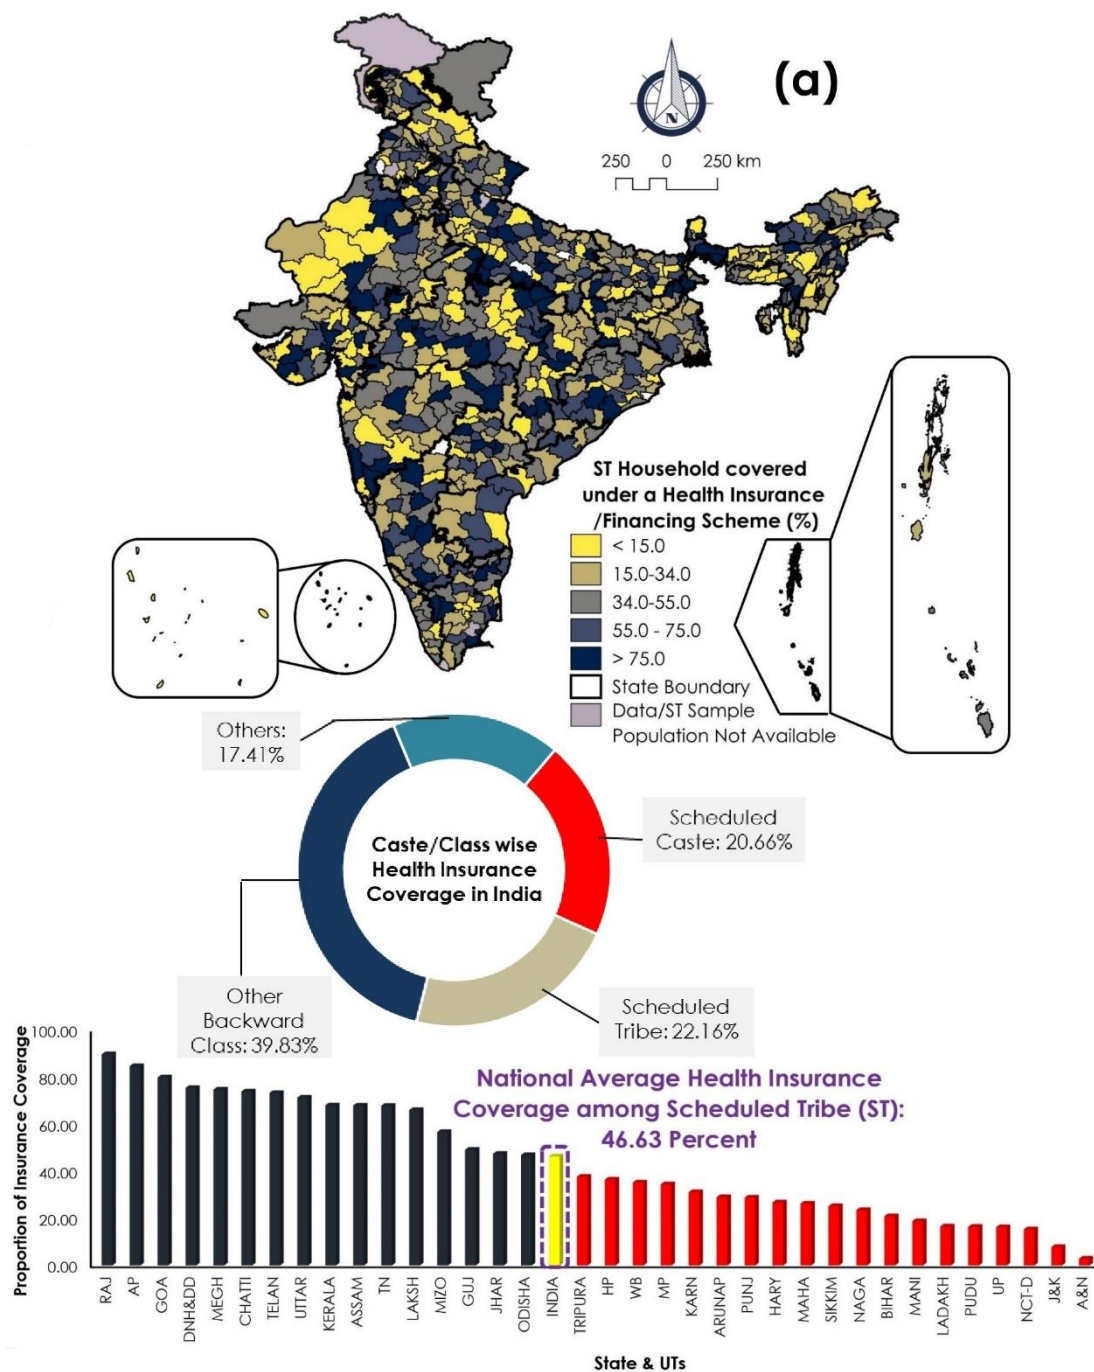 (a)
N
250 0 250 km
ST Household covered
under a Health Insurance
/Financing Scheme (%)
< 15.0
15.0-34.0
34.0-55.0
55.0 - 75.0
> 75.0
State Boundary
Data/ST Sample
Population Not Available
Others:
17.41%
Scheduled
Caste: 20.66%
Caste/Class wise
Health Insurance
Coverage in India
Other
Backward
Class: 39.83%
Scheduled
Tribe: 22.16%
National Average Health Insurance
Coverage among Scheduled Tribe (ST):
46.63 Percent
Proportion of Insurance Coverage
100.00
80.00
60.00
40.00
20.00
0.00
RAJ
AP
GOA
DNH&DD
MEGH
CHATTI
TELAN
UTTAR
KERALA
ASSAM
TN
LAKSH
MIZO
GUJ
JHAR
ODISHA
INDIA
TRIPURA
HP
WB
MP
KARN
ARUNAP
PUNJ
HARY
MAHA
SIKKIM
NAGA
BIHAR
MANI
LADAKH
PUDU
UP
NCT-D
J&K
A&N
State & UTs